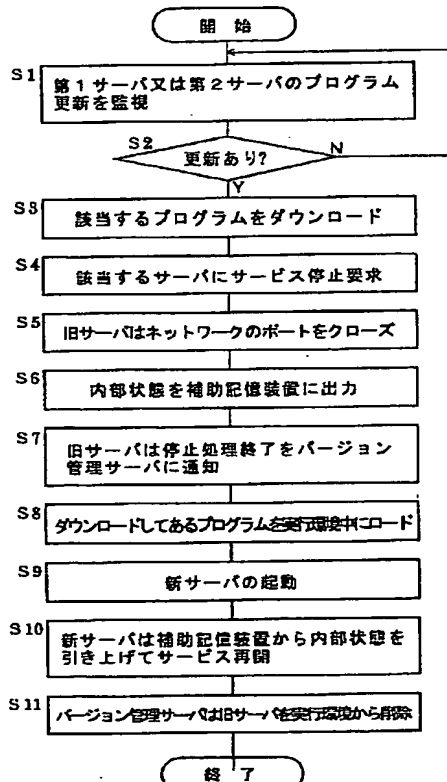 開 始
S1
第1サーバ又は第2サーバのプログラム
更新を監視
S2
更新あり?
N
Y
S3
該当するプログラムをダウンロード
S4
該当するサーバにサービス停止要求
S5
旧サーバはネットワークのポートをクローズ
S6
内部状態を補助記憶装置に出力
S7
旧サーバは停止処理終了をバージョン
管理サーバに通知
S8
ダウンロードしてあるプログラムを実行環境中にロード
S9
新サーバの起動
S10
新サーバは補助記憶装置から内部状態を
引き上げてサービス再開
S11
バージョン管理サーバは旧サーバを実行環境から削除
終 了